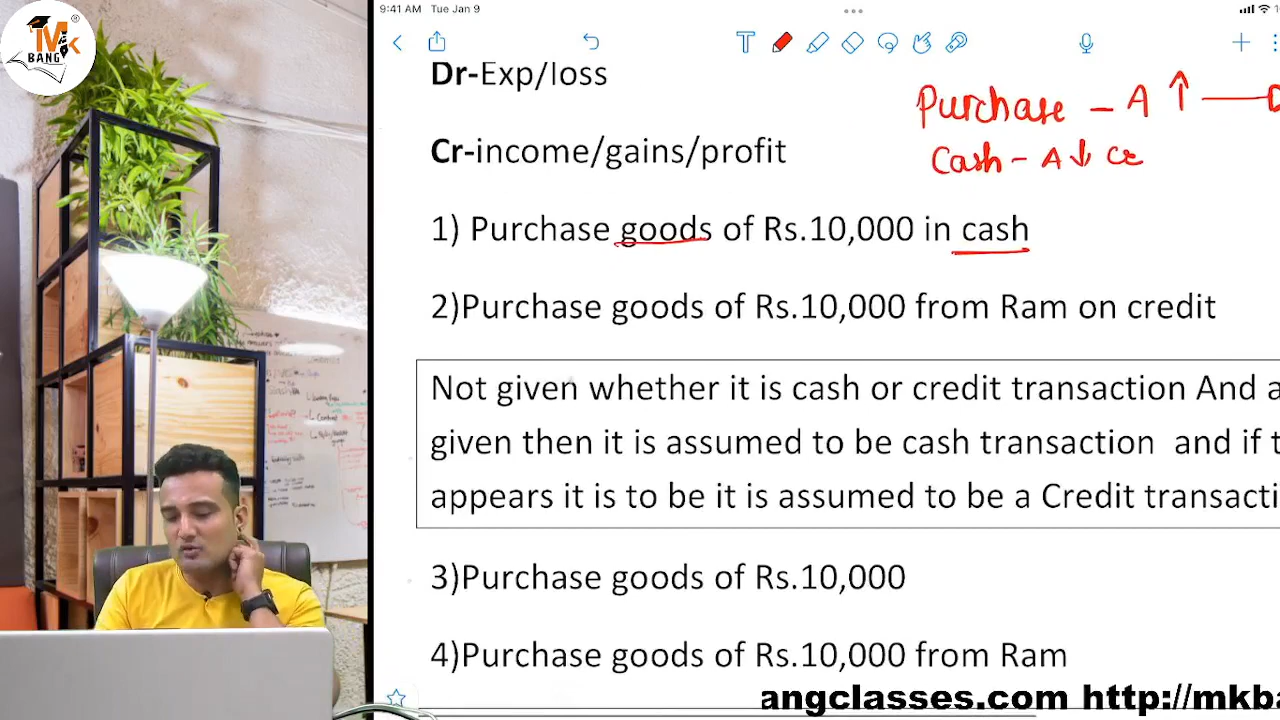 9:41 AM Tue Jan 9
MK
BANG
Dr-Exp/loss
Purchase - A ↑
Cash - A ↓ Cr
Cr-income/gains/profit
1) Purchase goods of Rs.10,000 in cash
2)Purchase goods of Rs.10,000 from Ram on credit
Not given whether it is cash or credit transaction And a
given then it is assumed to be cash transaction and if t
appears it is to be it is assumed to be a Credit transacti
3)Purchase goods of Rs.10,000
4)Purchase goods of Rs.10,000 from Ram
angclasses.com http://mkba